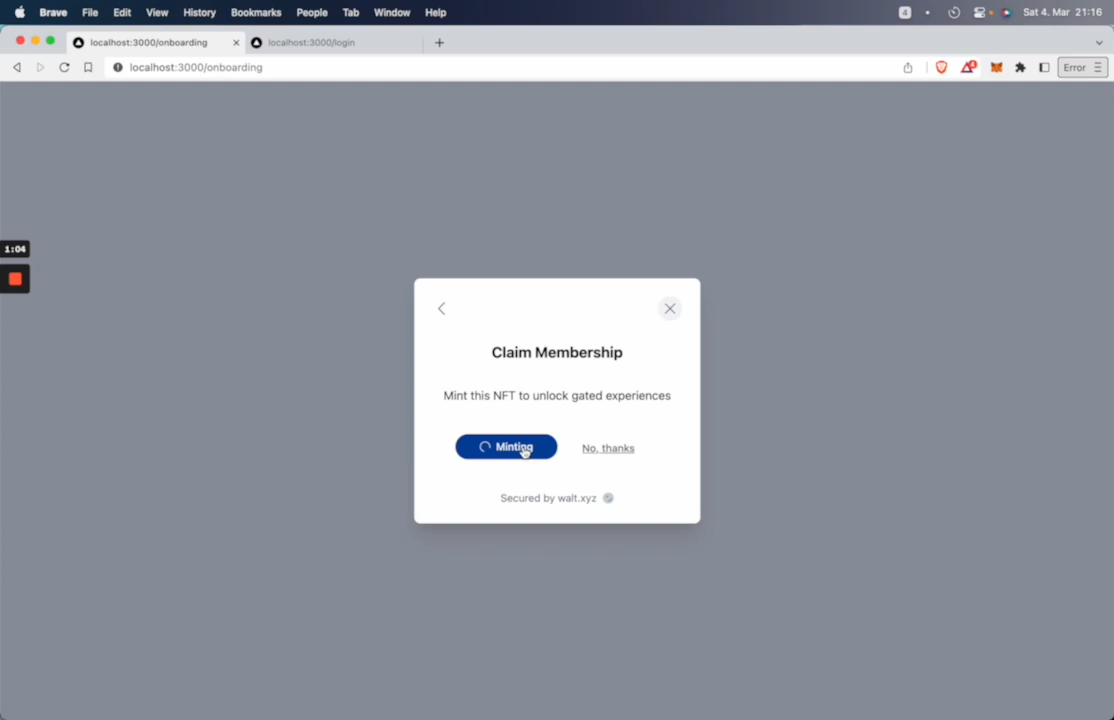 Brave File Edit View History Bookmarks People Tab Window Help 4 Sat 4. Mar 21:16
localhost:3000/onboarding localhost:3000/login
localhost:3000/onboarding 4 Error
1:04
Claim Membership
Mint this NFT to unlock gated experiences
Minting No, thanks
Secured by walt.xyz